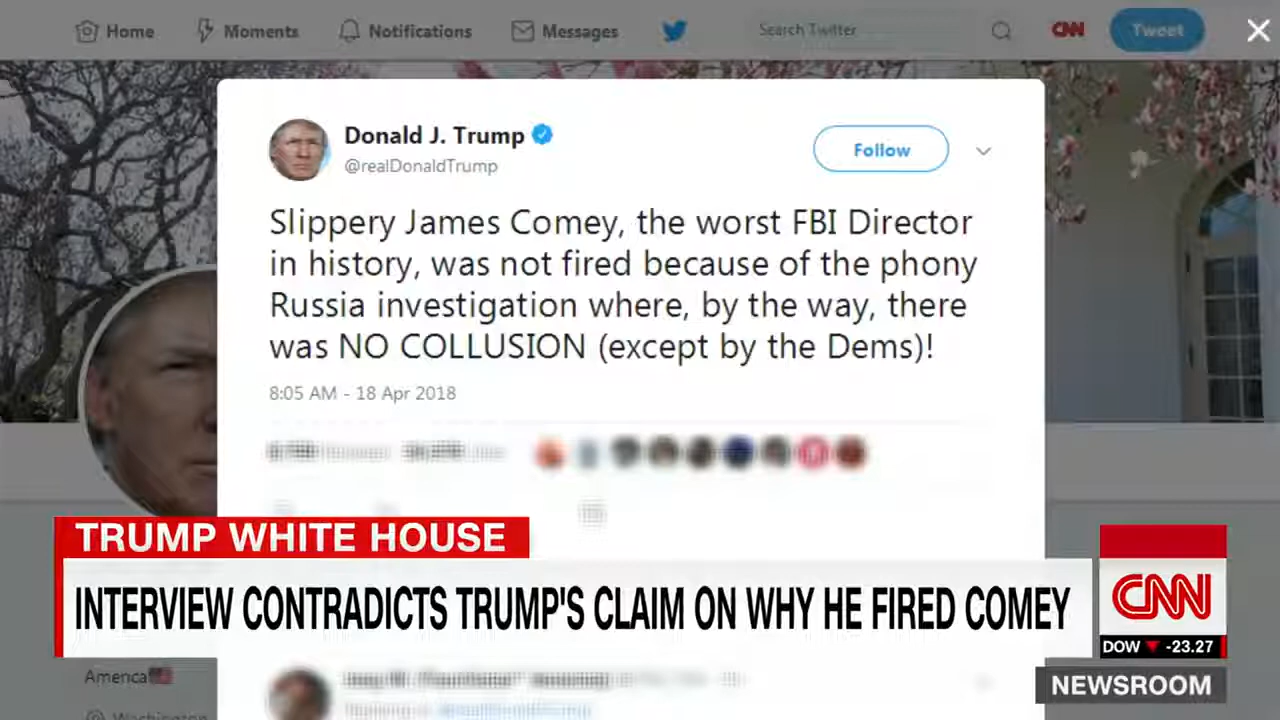 Home Moments Notifications Messages Search Twitter CNN Tweet
Donald J. Trump
@realDonaldTrump
Follow
Slippery James Comey, the worst FBI Director
in history, was not fired because of the phony
Russia investigation where, by the way, there
was NO COLLUSION (except by the Dems)!
8:05 AM - 18 Apr 2018
TRUMP WHITE HOUSE
INTERVIEW CONTRADICTS TRUMP'S CLAIM ON WHY HE FIRED COMEY
CNN
DOW -23.27
NEWSROOM
America
Washington